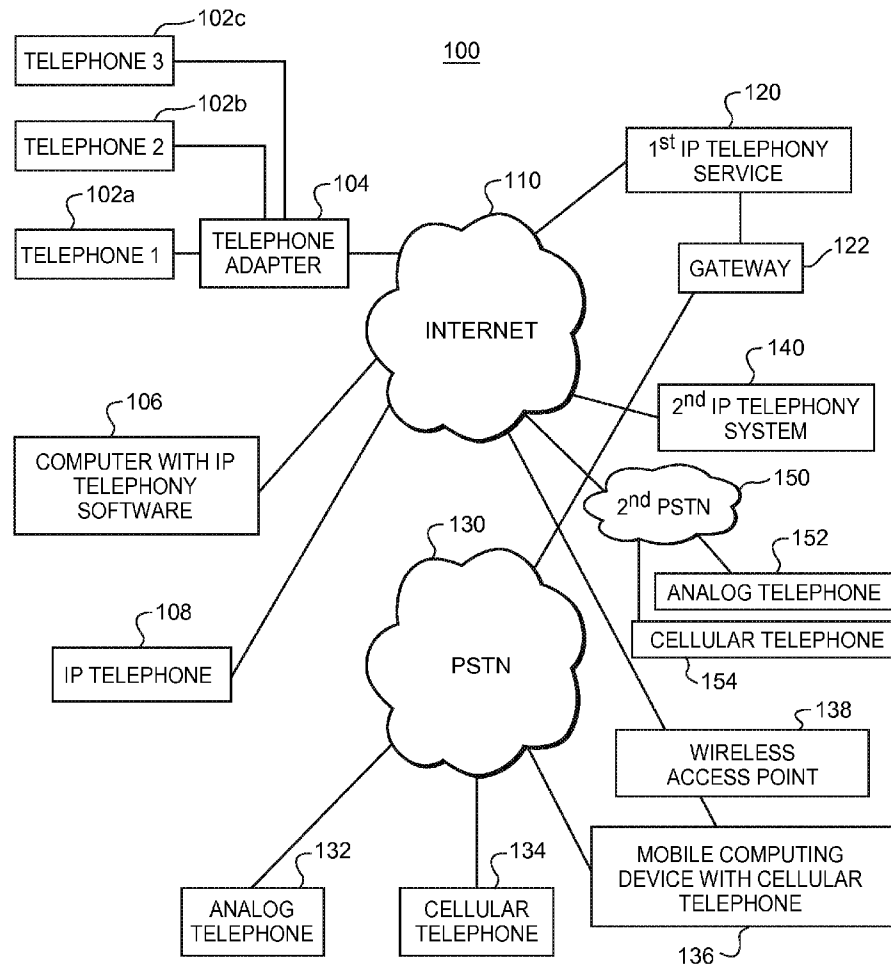 102c
TELEPHONE 3
100
102b
TELEPHONE 2
120
1st IP TELEPHONY
SERVICE
102a
104
110
TELEPHONE 1
TELEPHONE
ADAPTER
GATEWAY
122
INTERNET
140
2nd IP TELEPHONY
SYSTEM
106
COMPUTER WITH IP
TELEPHONY
SOFTWARE
150
2nd PSTN
130
152
ANALOG TELEPHONE
108
CELLULAR TELEPHONE
IP TELEPHONE
PSTN
154
138
WIRELESS
ACCESS POINT
132
134
MOBILE COMPUTING
DEVICE WITH CELLULAR
TELEPHONE
ANALOG
TELEPHONE
CELLULAR
TELEPHONE
136